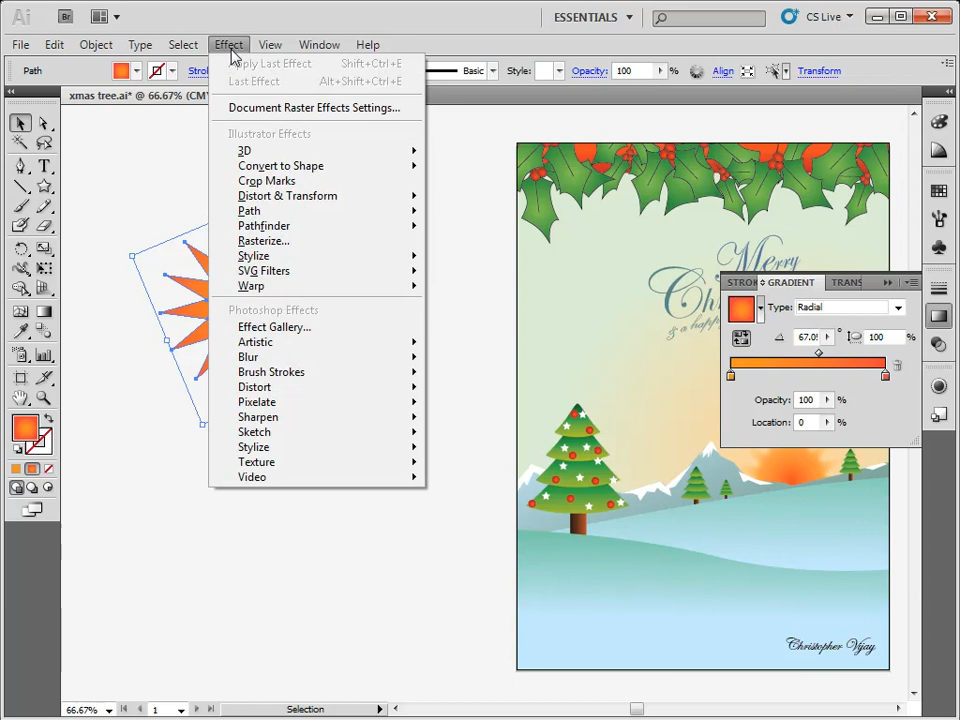 Ai Br ESSENTIALS CS Live
File Edit Object Type Select Effect View Window Help
Path Basic Style: Opacity: 100 % Align Transform
Apply Last Effect Shift+Ctrl+E
Last Effect Alt+Shift+Ctrl+E
xmas tree.ai* @ 66.67%
Document Raster Effects Settings...
Illustrator Effects
3D
Convert to Shape
Crop Marks
Distort & Transform
Path
Pathfinder
Rasterize...
Stylize
SVG Filters
Warp
Photoshop Effects
Effect Gallery...
Artistic
Blur
Brush Strokes
Distort
Pixelate
Sharpen
Sketch
Stylize
Texture
Video
Merry
GRADIENT
Type: Radial
100 %
Opacity: 100 %
Location: 0 %
Christopher Vijay
66.67% 1 Selection